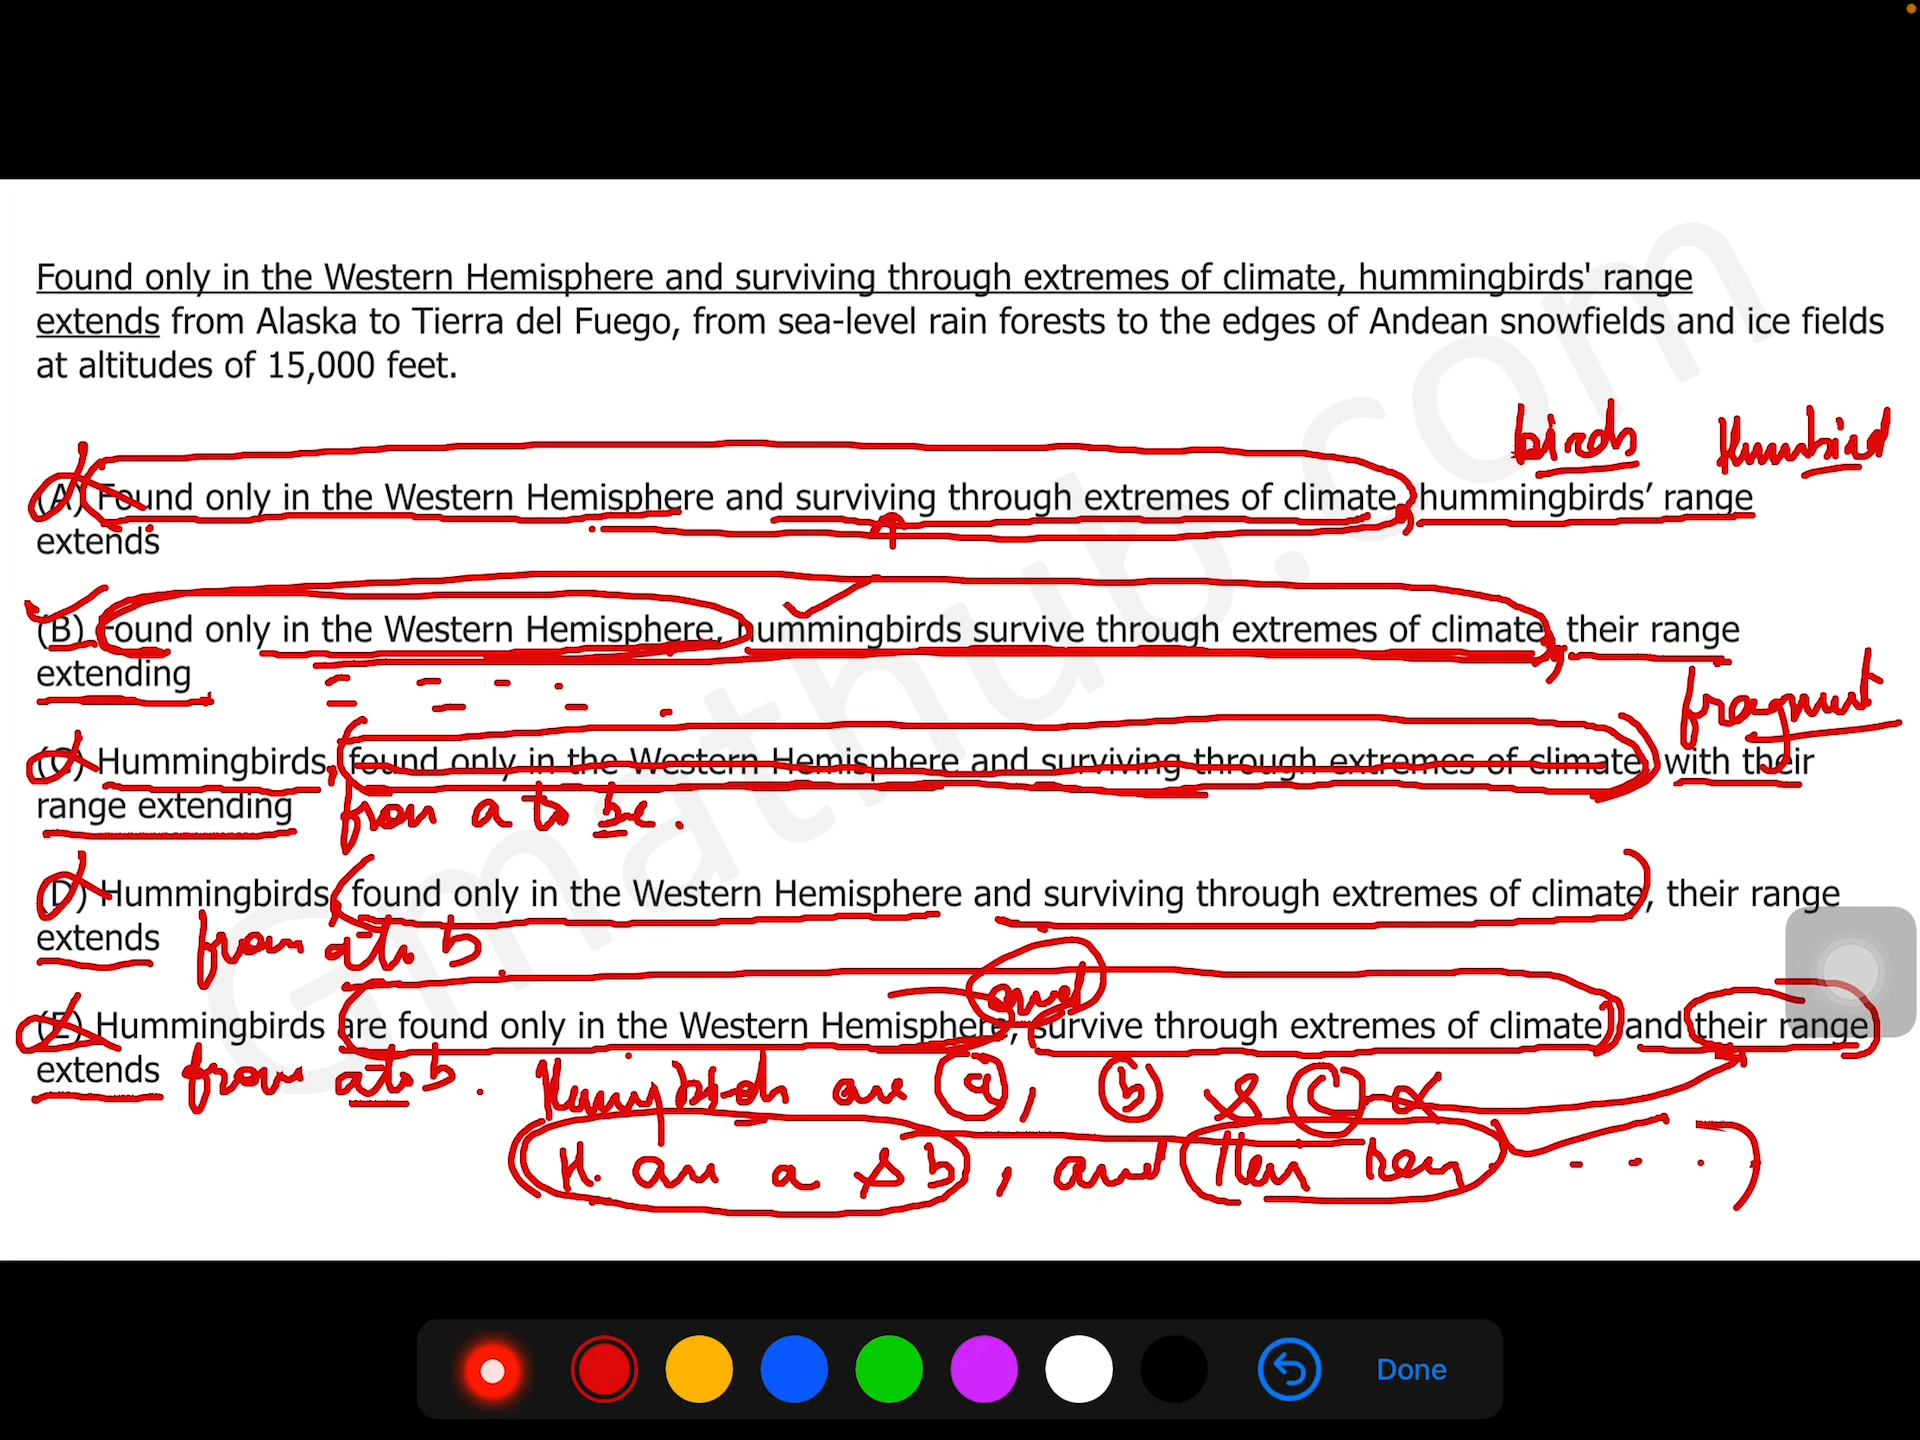 Found only in the Western Hemisphere and surviving through extremes of climate, hummingbirds' range
extends from Alaska to Tierra del Fuego, from sea-level rain forests to the edges of Andean snowfields and ice fields
at altitudes of 15,000 feet.
birds Humbird
(A) Found only in the Western Hemisphere and surviving through extremes of climate, hummingbirds’ range
extends
(B) Found only in the Western Hemisphere, hummingbirds survive through extremes of climate, their range
extending
fragment
(C) Hummingbirds, found only in the Western Hemisphere and surviving through extremes of climate, with their
range extending from a to b.
(D) Hummingbirds, found only in the Western Hemisphere and surviving through extremes of climate, their range
extends from a to b.
and
(E) Hummingbirds are found only in the Western Hemisphere, survive through extremes of climate, and their range
extends from a to b. are a, b & C
H. are a & b, and their
Gmathub.com
Done